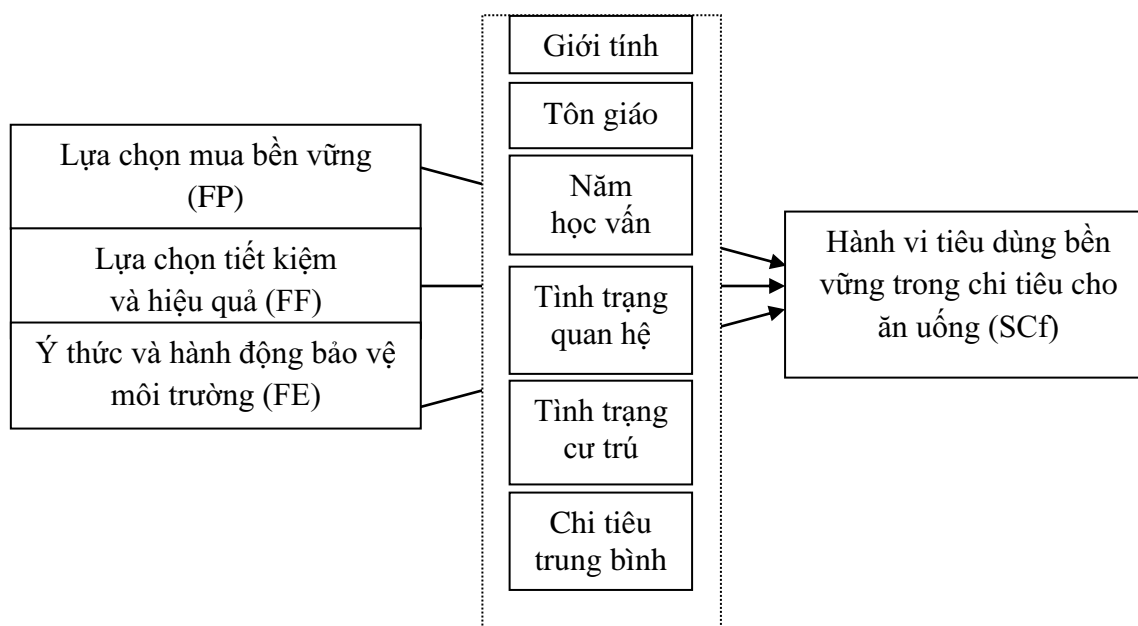 Lựa chọn mua bền vững
(FP)
Lựa chọn tiết kiệm
và hiệu quả (FF)
Ý thức và hành động bảo vệ
môi trường (FE)
Giới tính
Tôn giáo
Năm
học vấn
Tình trạng
quan hệ
Tình trạng
cư trú
Chi tiêu
trung bình
Hành vi tiêu dùng bền
vững trong chi tiêu cho
ăn uống (SCf)